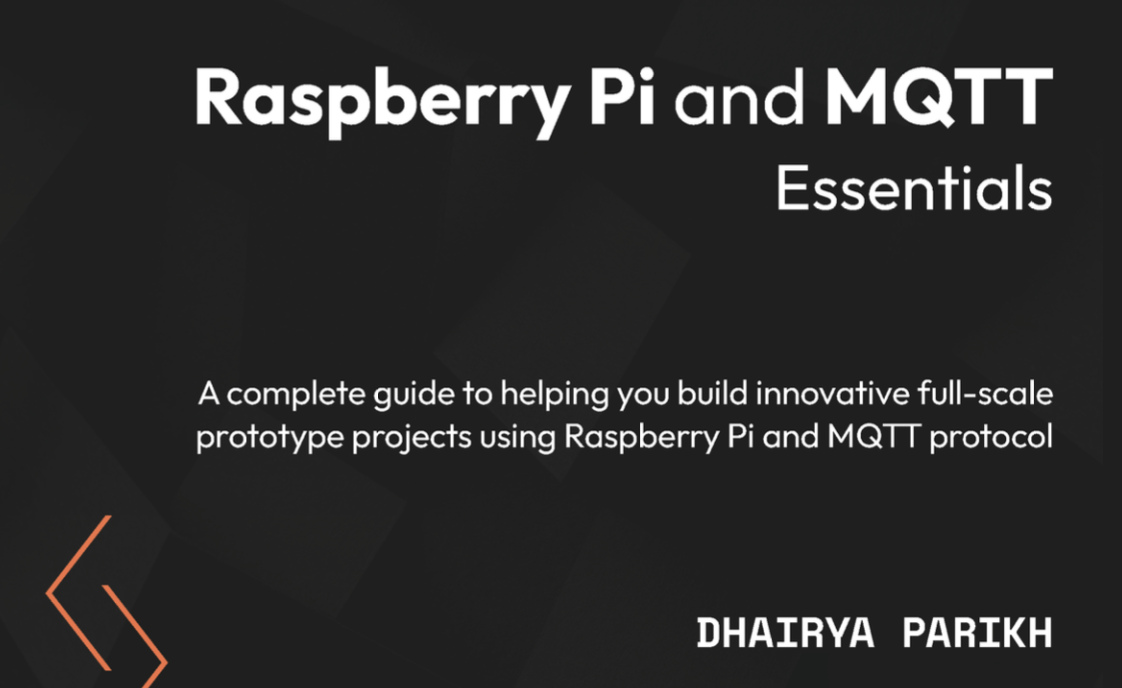 Raspberry Pi and MQTT
Essentials
A complete guide to helping you build innovative full-scale
prototype projects using Raspberry Pi and MQTT protocol
DHAIRYA PARIKH